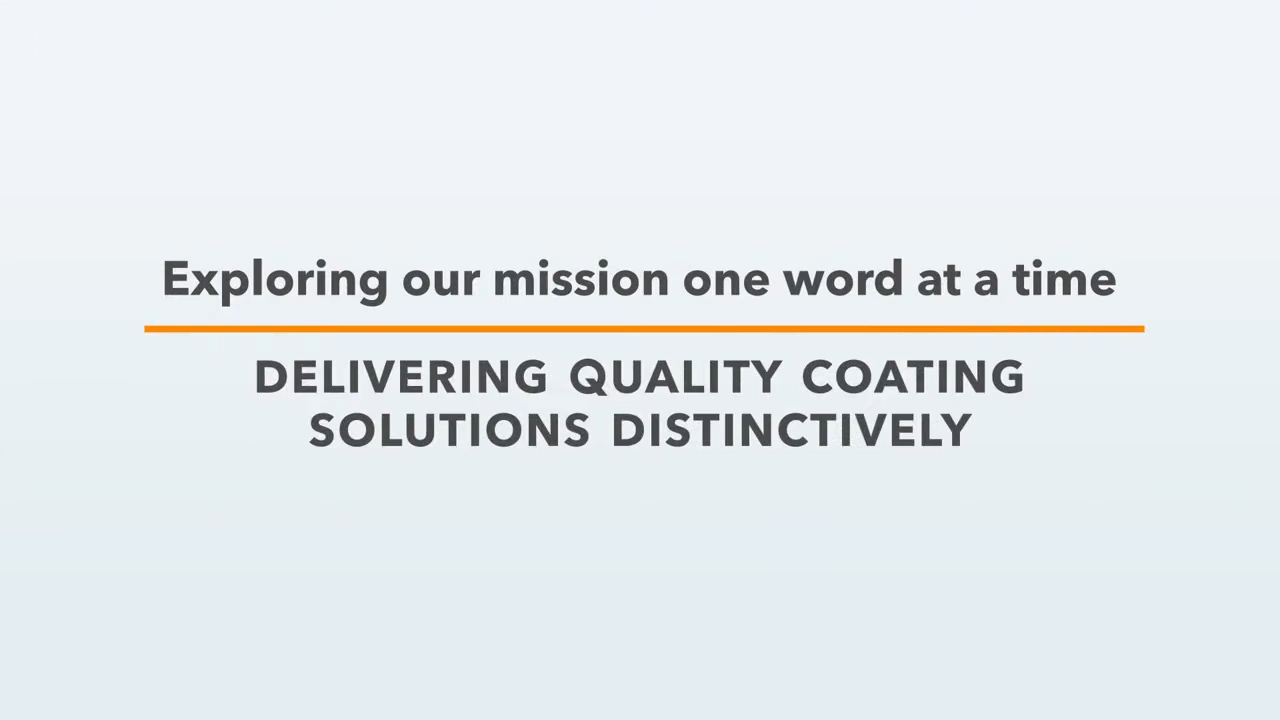 Exploring our mission one word at a time
DELIVERING QUALITY COATING
SOLUTIONS DISTINCTIVELY